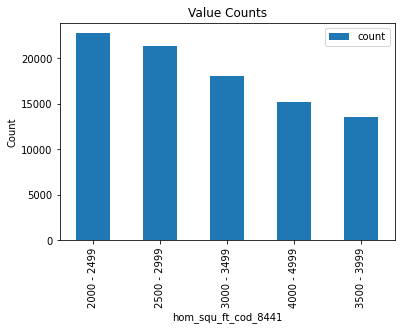 Value Counts
count
Count
20000
15000
10000
5000
0
2000 - 2499
2500 - 2999
3000 - 3499
4000 - 4999
3500 - 3999
hom_squ_ft_cod_8441